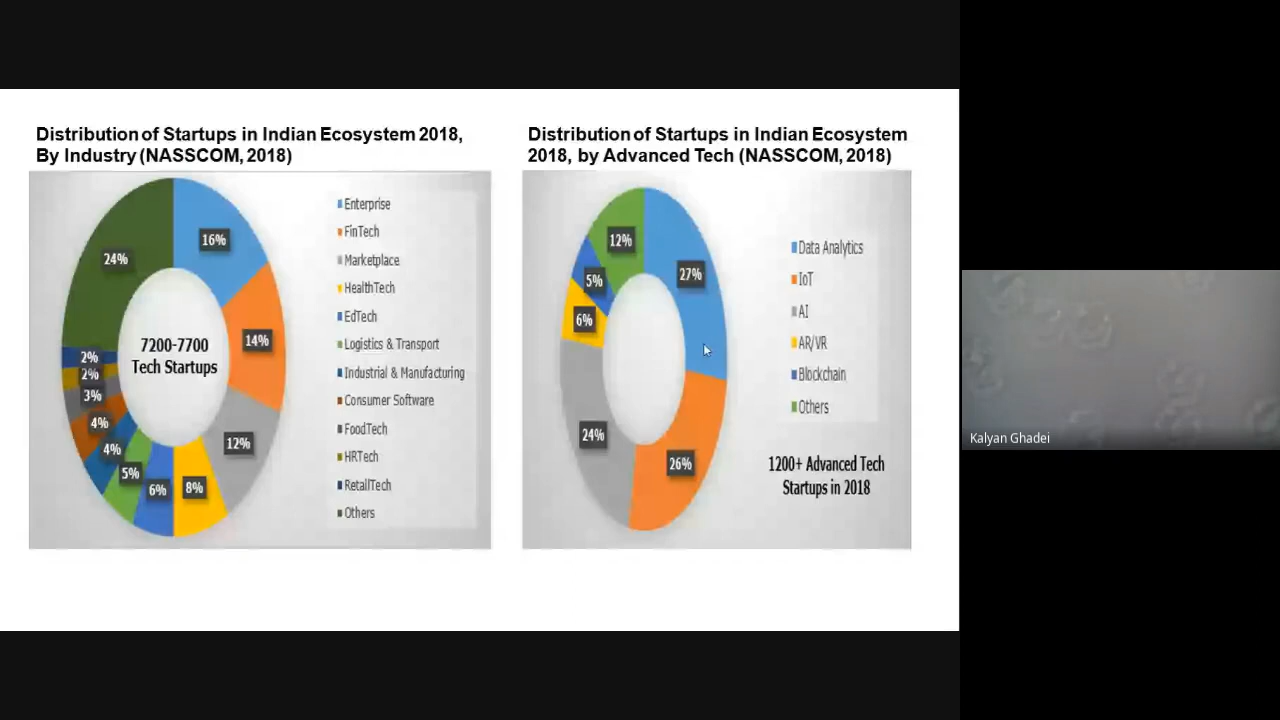 Distribution of Startups in Indian Ecosystem 2018,
By Industry (NASSCOM, 2018)
16%
14%
12%
8%
6%
5%
4%
4%
3%
2%
2%
24%
7200-7700
Tech Startups
Enterprise
FinTech
Marketplace
HealthTech
EdTech
Logistics & Transport
Industrial & Manufacturing
Consumer Software
FoodTech
HRTech
RetailTech
Others
Distribution of Startups in Indian Ecosystem
2018, by Advanced Tech (NASSCOM, 2018)
27%
26%
24%
6%
5%
12%
Data Analytics
IoT
AI
AR/VR
Blockchain
Others
1200+ Advanced Tech
Startups in 2018
Kalyan Ghadei